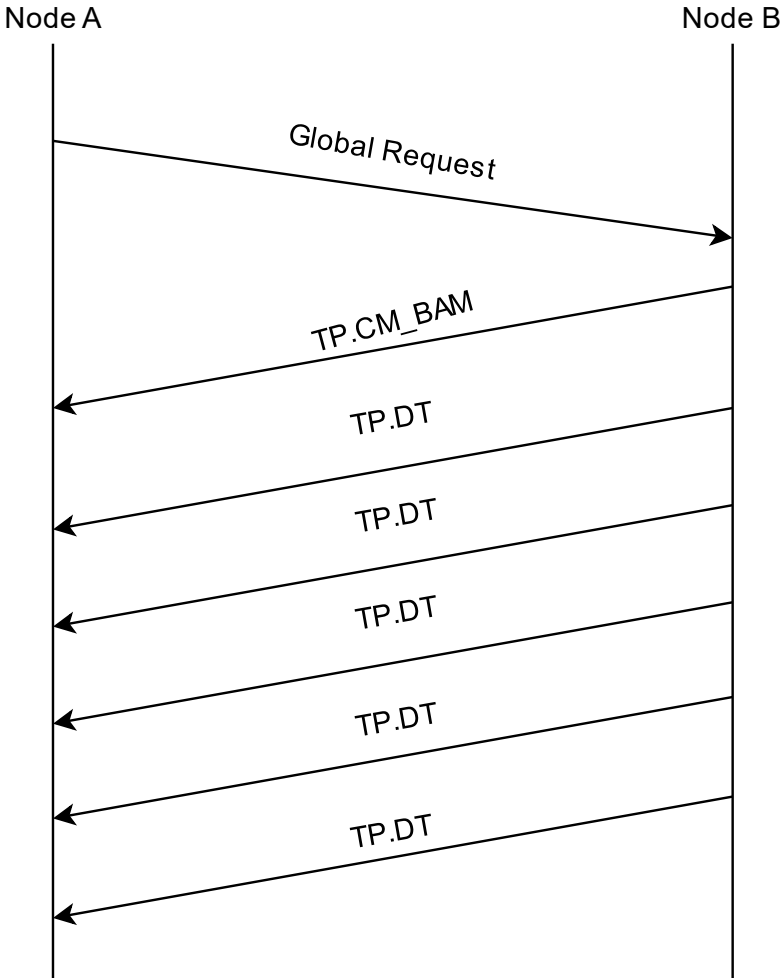 Node A
Node B
Global Request
TP.CM_BAM
TP.DT
TP.DT
TP.DT
TP.DT
TP.DT